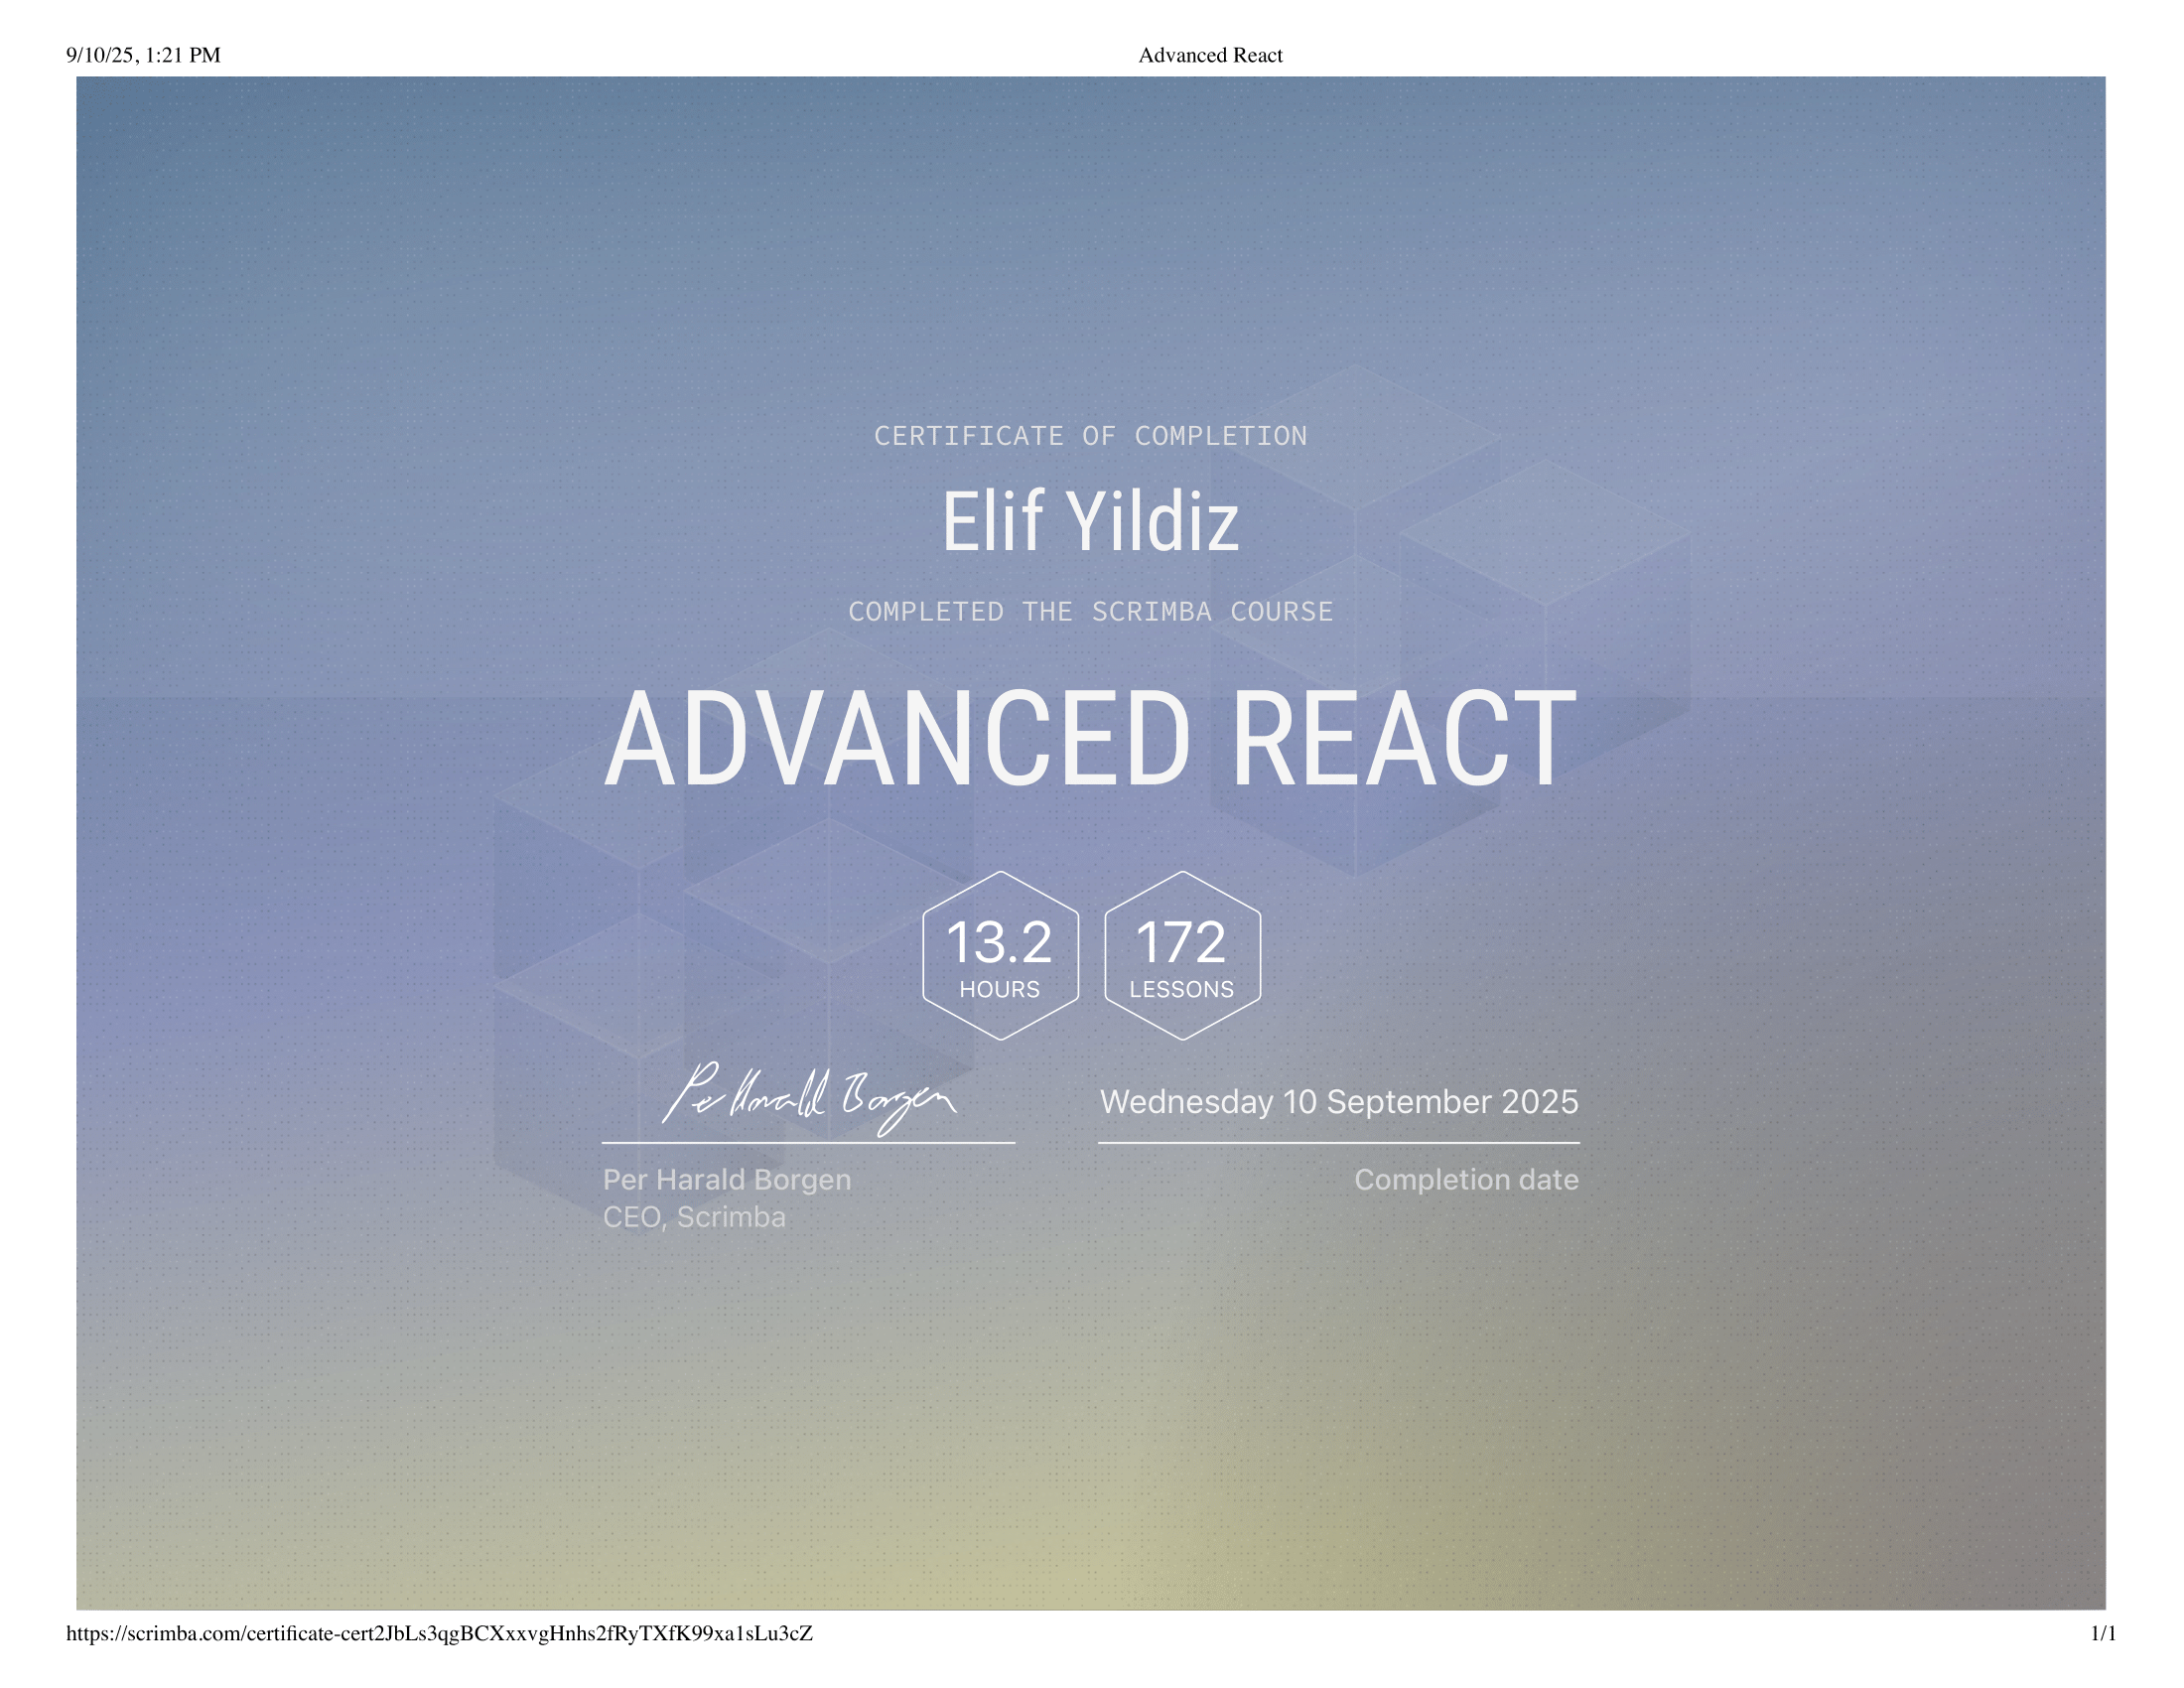 9/10/25, 1:21 PM
Advanced React
CERTIFICATE OF COMPLETION
Elif Yildiz
COMPLETED THE SCRIMBA COURSE
ADVANCED REACT
13.2
HOURS
172
LESSONS
Per Harald Borgen
Wednesday 10 September 2025
Per Harald Borgen
CEO, Scrimba
Completion date
https://scrimba.com/certificate-cert2JbLs3qgBCXxxvgHnhs2fRyTXfK99xa1sLu3cZ
1/1